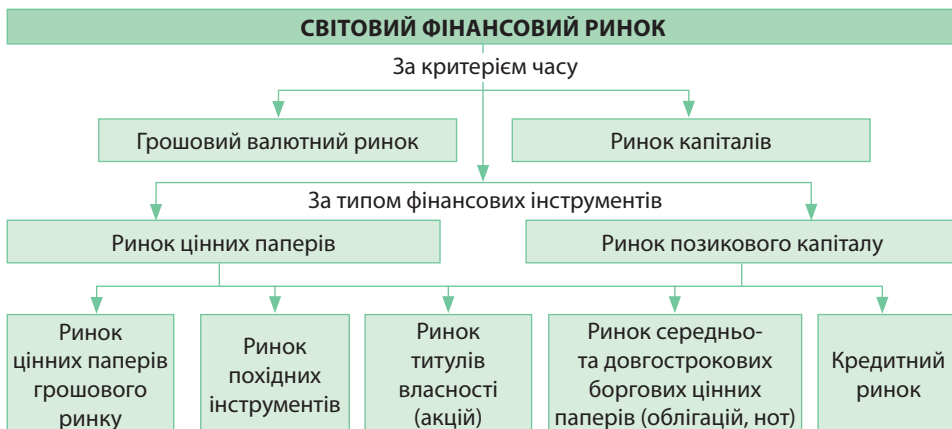 СВІТОВИЙ ФІНАНСОВИЙ РИНОК
За критерієм часу
Грошовий валютний ринок
Ринок капіталів
За типом фінансових інструментів
Ринок цінних паперів
Ринок позикового капіталу
Ринок
цінних паперів
грошового
ринку
Ринок
похідних
інструментів
Ринок
титулів
власності
(акцій)
Ринок середньо-
та довгострокових
боргових цінних
паперів (облігацій, нот)
Кредитний
ринок